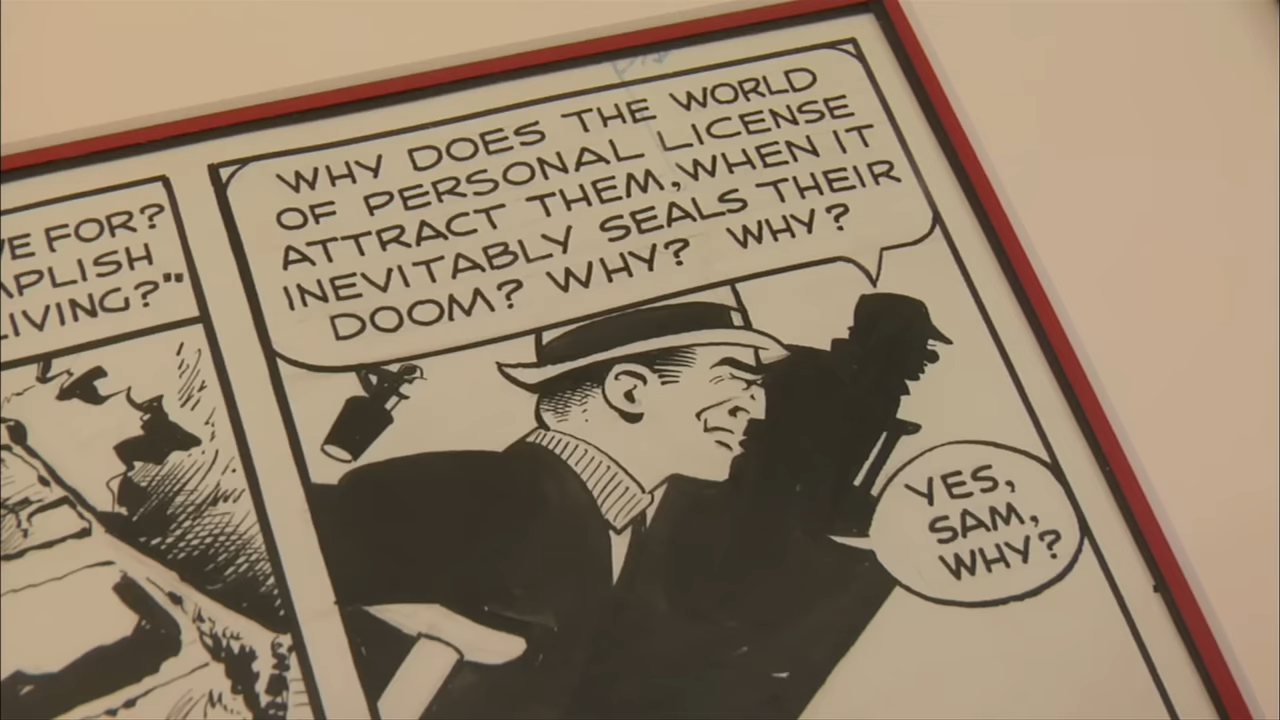 VE FOR?
APLISH
LIVING?"
WHY DOES THE WORLD
OF PERSONAL LICENSE
ATTRACT THEM, WHEN IT
INEVITABLY SEALS THEIR
DOOM? WHY? WHY?
YES,
SAM,
WHY?